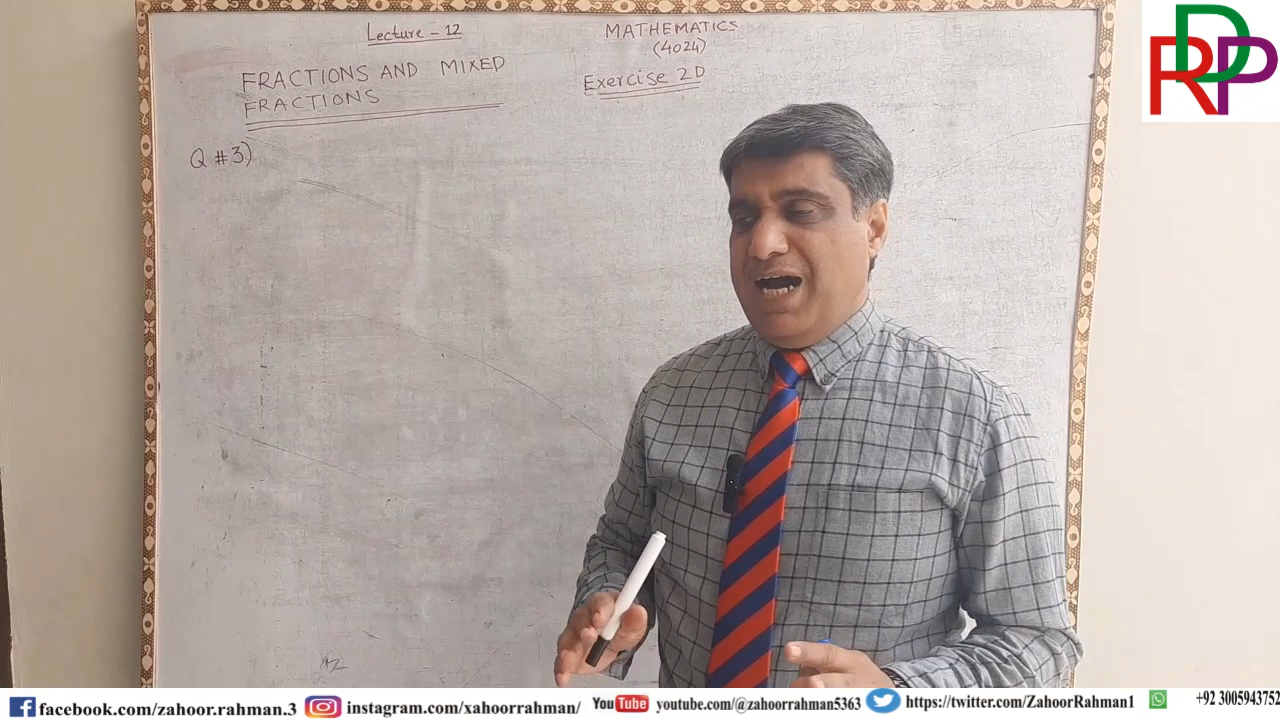 Lecture - 12
MATHEMATICS
(4024)
FRACTIONS AND MIXED
FRACTIONS
Exercise 2D
Q #3)
RDP
facebook.com/zahoor.rahman.3
instagram.com/xahoorrahman/
YouTube
youtube.com/@zahoorrahman5363
https://twitter.com/ZahoorRahman1
+92 3005943752